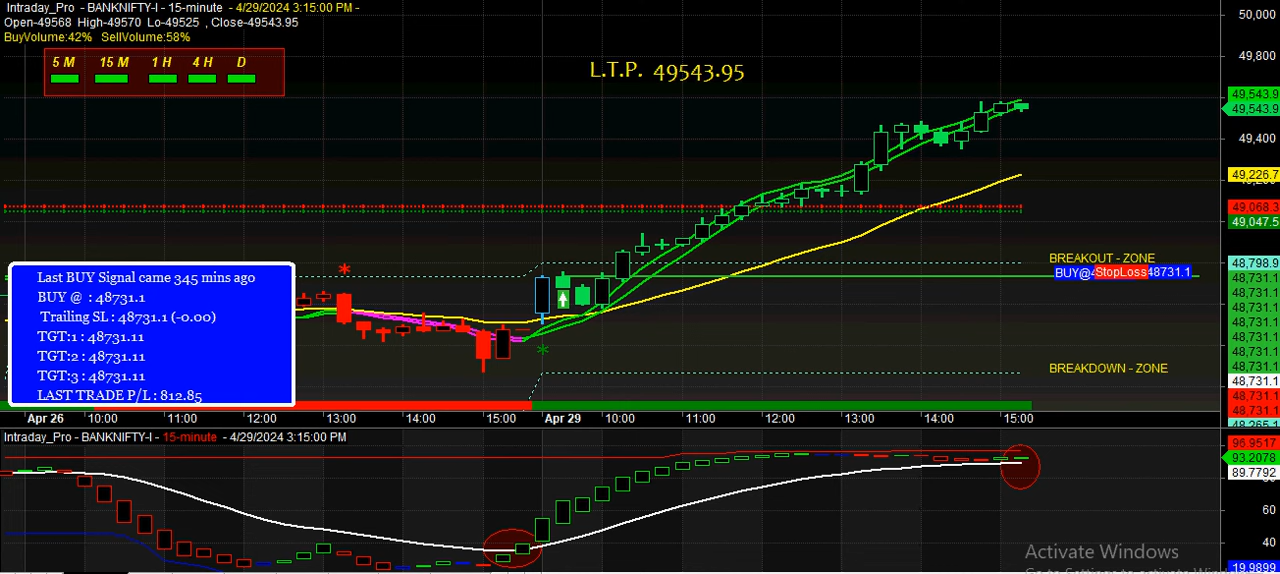 Intraday_Pro - BANKNIFTY-I - 15-minute - 4/29/2024 3:15:00 PM -
Open-49568 High-49570 Lo-49525 , Close-49543.95
BuyVolume:42% SellVolume:58%
5 M 15 M 1 H 4 H D
L.T.P. 49543.95
50,000
49,800
49,543.9
49,543.9
49,400
49,226.7
49,068.3
49,047.5
BREAKOUT - ZONE
48,798.9
BUY@4
StopLoss
48731.1
48,731.1
48,731.1
48,731.1
48,731.1
48,731.1
48,731.1
48,731.1
48,731.1
48,731.1
48,731.1
BREAKDOWN - ZONE
Last BUY Signal came 345 mins ago
BUY @ : 48731.1
Trailing SL : 48731.1 (-0.00)
TGT:1 : 48731.11
TGT:2 : 48731.11
TGT:3 : 48731.11
LAST TRADE P/L : 812.85
Apr 26 10:00 11:00 12:00 13:00 14:00 15:00 Apr 29 10:00 11:00 12:00 13:00 14:00 15:00
Intraday_Pro - BANKNIFTY-I - 15-minute - 4/29/2024 3:15:00 PM
96.9517
93.2078
89.7792
60
40
19.9899
Activate Windows